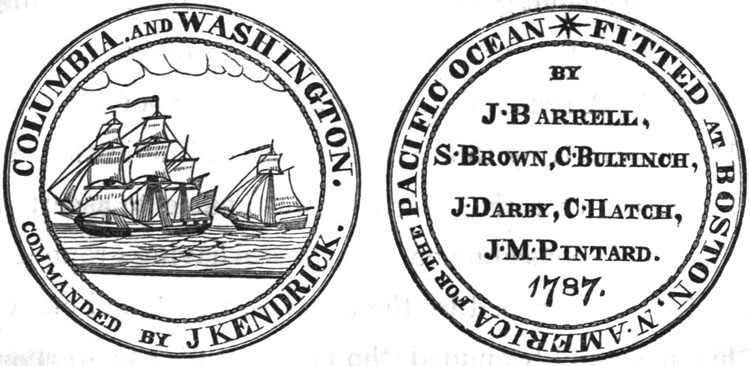 COLUMBIA. AND WASHINGTON.
COMMANDED BY J KENDRICK.
FITTED AT BOSTON, N. AMERICA FOR THE PACIFIC OCEAN
BY
J. BARRELL,
S. BROWN, C. BULFINCH,
J. DARBY, C. HATCH,
J. M. PINTARD.
1787.